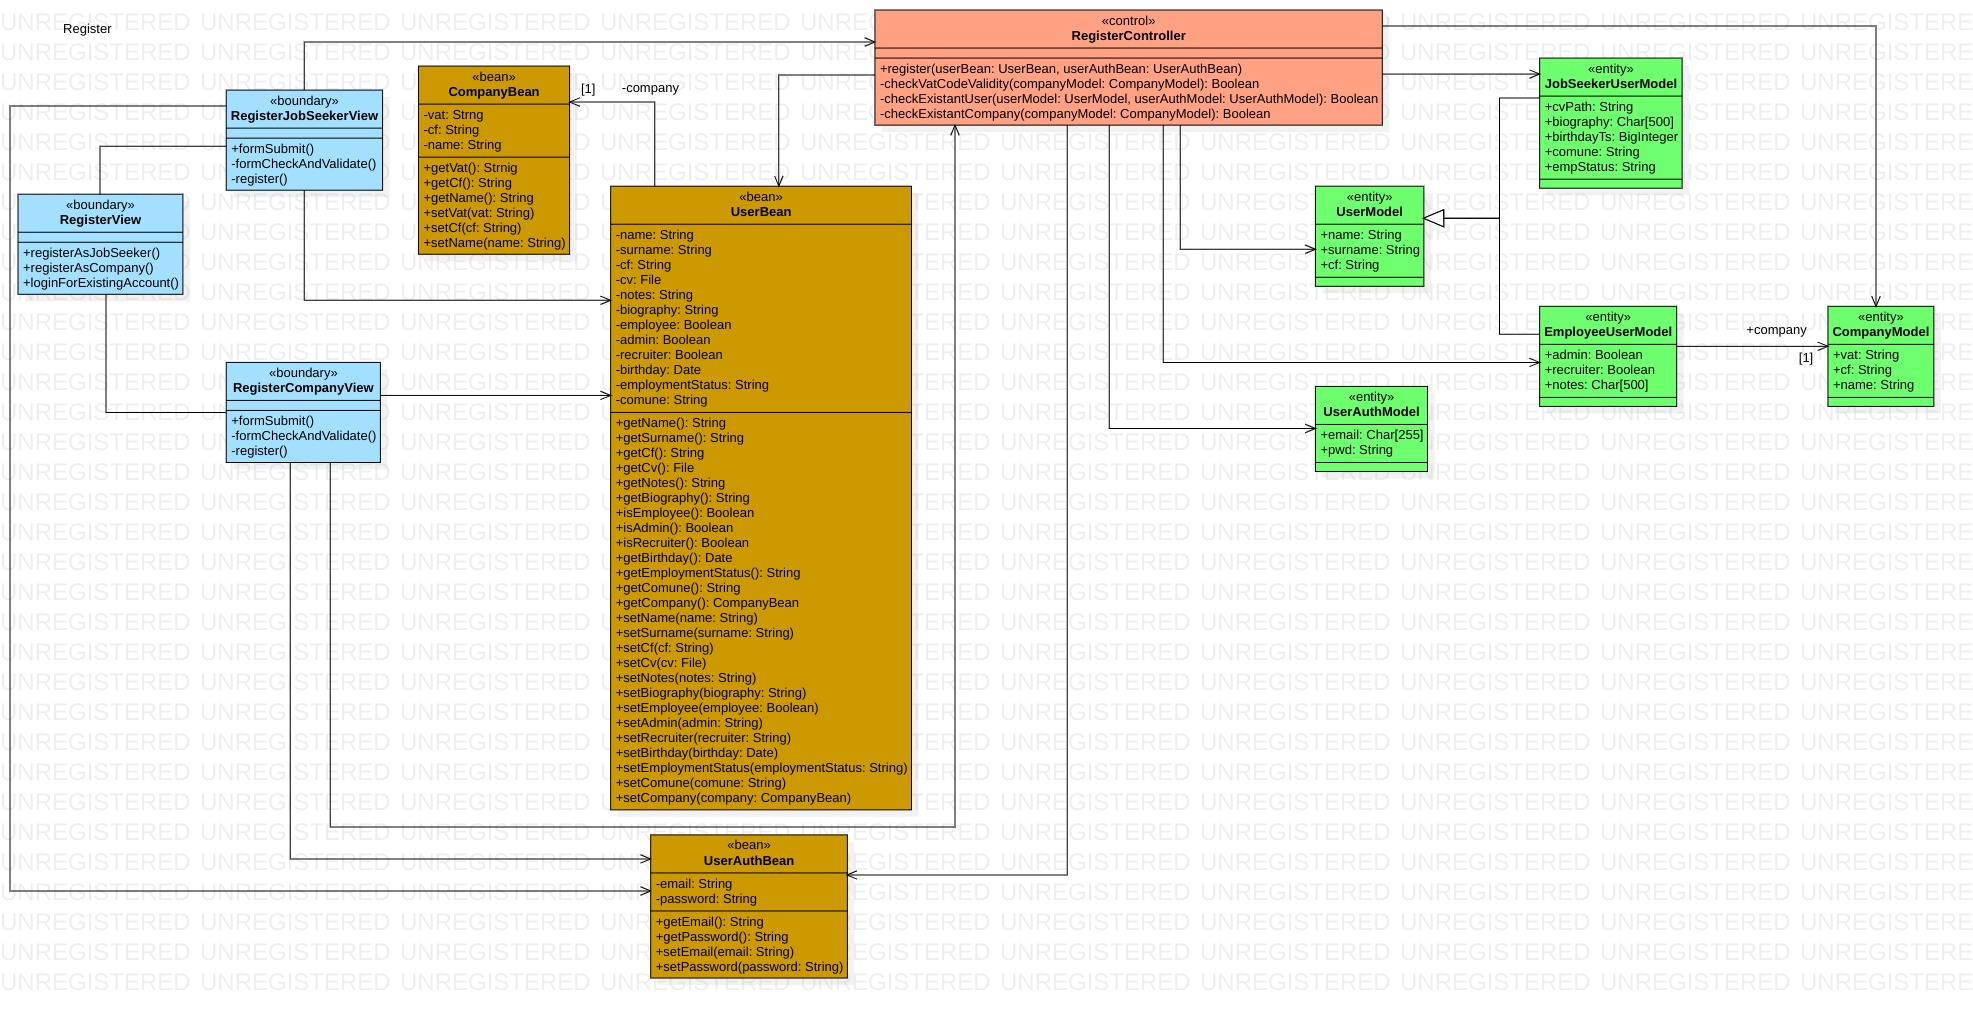 Register
«boundary»
RegisterJobSeekerView
+formSubmit()
-formCheckAndValidate()
-register()
«boundary»
RegisterView
+registerAsJobSeeker()
+registerAsCompany()
+loginForExistingAccount()
«boundary»
RegisterCompanyView
+formSubmit()
-formCheckAndValidate()
-register()
«bean»
CompanyBean
-vat: Strng
-cf: String
-name: String
+getVat(): Strnig
+getCf(): String
+getName(): String
+setVat(vat: String)
+setCf(cf: String)
+setName(name: String)
[1]
-company
«bean»
UserBean
-name: String
-surname: String
-cf: String
-cv: File
-notes: String
-biography: String
-employee: Boolean
-admin: Boolean
-recruiter: Boolean
-birthday: Date
-employmentStatus: String
-comune: String
+getName(): String
+getSurname(): String
+getCf(): String
+getCv(): File
+getNotes(): String
+getBiography(): String
+isEmployee(): Boolean
+isAdmin(): Boolean
+isRecruiter(): Boolean
+getBirthday(): Date
+getEmploymentStatus(): String
+getComune(): String
+getCompany(): CompanyBean
+setName(name: String)
+setSurname(surname: String)
+setCf(cf: String)
+setCv(cv: File)
+setNotes(notes: String)
+setBiography(biography: String)
+setEmployee(employee: Boolean)
+setAdmin(admin: String)
+setRecruiter(recruiter: String)
+setBirthday(birthday: Date)
+setEmploymentStatus(employmentStatus: String)
+setComune(comune: String)
+setCompany(company: CompanyBean)
«bean»
UserAuthBean
-email: String
-password: String
+getEmail(): String
+getPassword(): String
+setEmail(email: String)
+setPassword(password: String)
«control»
RegisterController
+register(userBean: UserBean, userAuthBean: UserAuthBean)
-checkVatCodeValidity(companyModel: CompanyModel): Boolean
-checkExistantUser(userModel: UserModel, userAuthModel: UserAuthModel): Boolean
-checkExistantCompany(companyModel: CompanyModel): Boolean
«entity»
JobSeekerUserModel
+cvPath: String
+biography: Char[500]
+birthdayTs: BigInteger
+comune: String
+empStatus: String
«entity»
UserModel
+name: String
+surname: String
+cf: String
«entity»
EmployeeUserModel
+admin: Boolean
+recruiter: Boolean
+notes: Char[500]
+company
[1]
«entity»
CompanyModel
+vat: String
+cf: String
+name: String
«entity»
UserAuthModel
+email: Char[255]
+pwd: String
UNREGISTERED